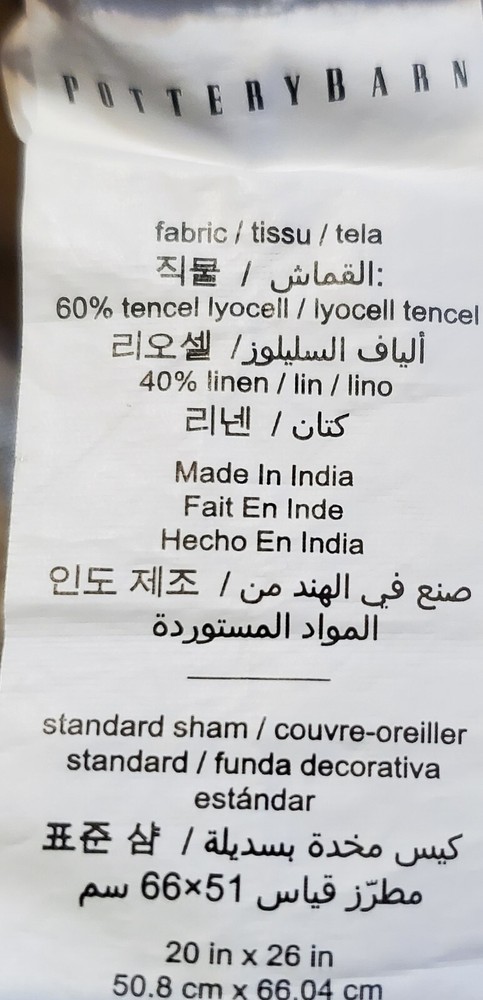 POTTERYBARN
fabric / tissu / tela
직물 / القماش:
60% tencel lyocell / lyocell tencel
리오셀 / ألياف السليلوز
40% linen / lin / lino
리넨 / كتان
Made In India
Fait En Inde
Hecho En India
인도 제조 / صنع في الهند من
المواد المستوردة
standard sham / couvre-oreiller
standard / funda decorativa
estándar
표준 샴 / كيس مخدة بسديلة
مطرّز قياس 51×66 سم
20 in x 26 in
50.8 cm x 66.04 cm